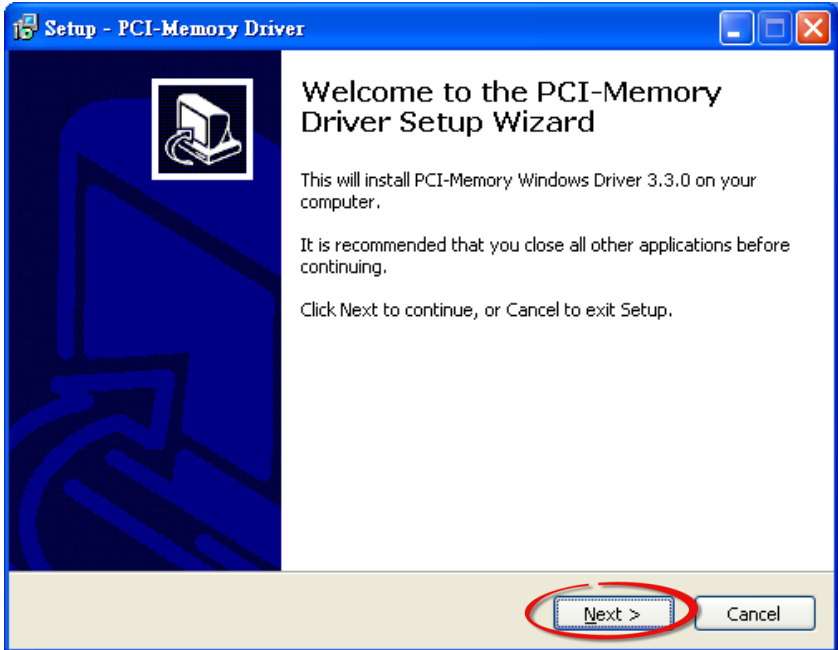 Setup - PCI-Memory Driver
Welcome to the PCI-Memory
Driver Setup Wizard
This will install PCI-Memory Windows Driver 3.3.0 on your
computer.
It is recommended that you close all other applications before
continuing.
Click Next to continue, or Cancel to exit Setup.
Next >
Cancel